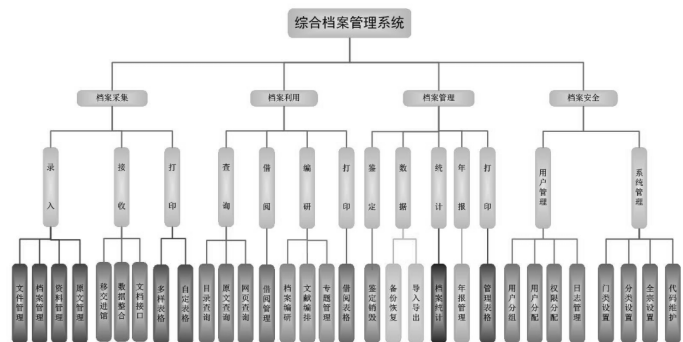 综合档案管理系统
档案采集
档案利用
档案管理
档案安全
录入
接收
打印
查询
借阅
编研
打印
鉴定
数据
统计
年报
打印
用户管理
系统管理
文件管理
档案管理
资料管理
原文管理
移交进馆
数据整合
文档接口
多样表格
自定表格
目录查询
原文查询
网页查询
借阅管理
档案编研
文献编排
专题管理
借阅表格
鉴定销毁
备份恢复
导入导出
档案统计
年报管理
管理表格
用户分组
用户分配
权限分配
日志管理
门类设置
分类设置
全宗设置
代码维护